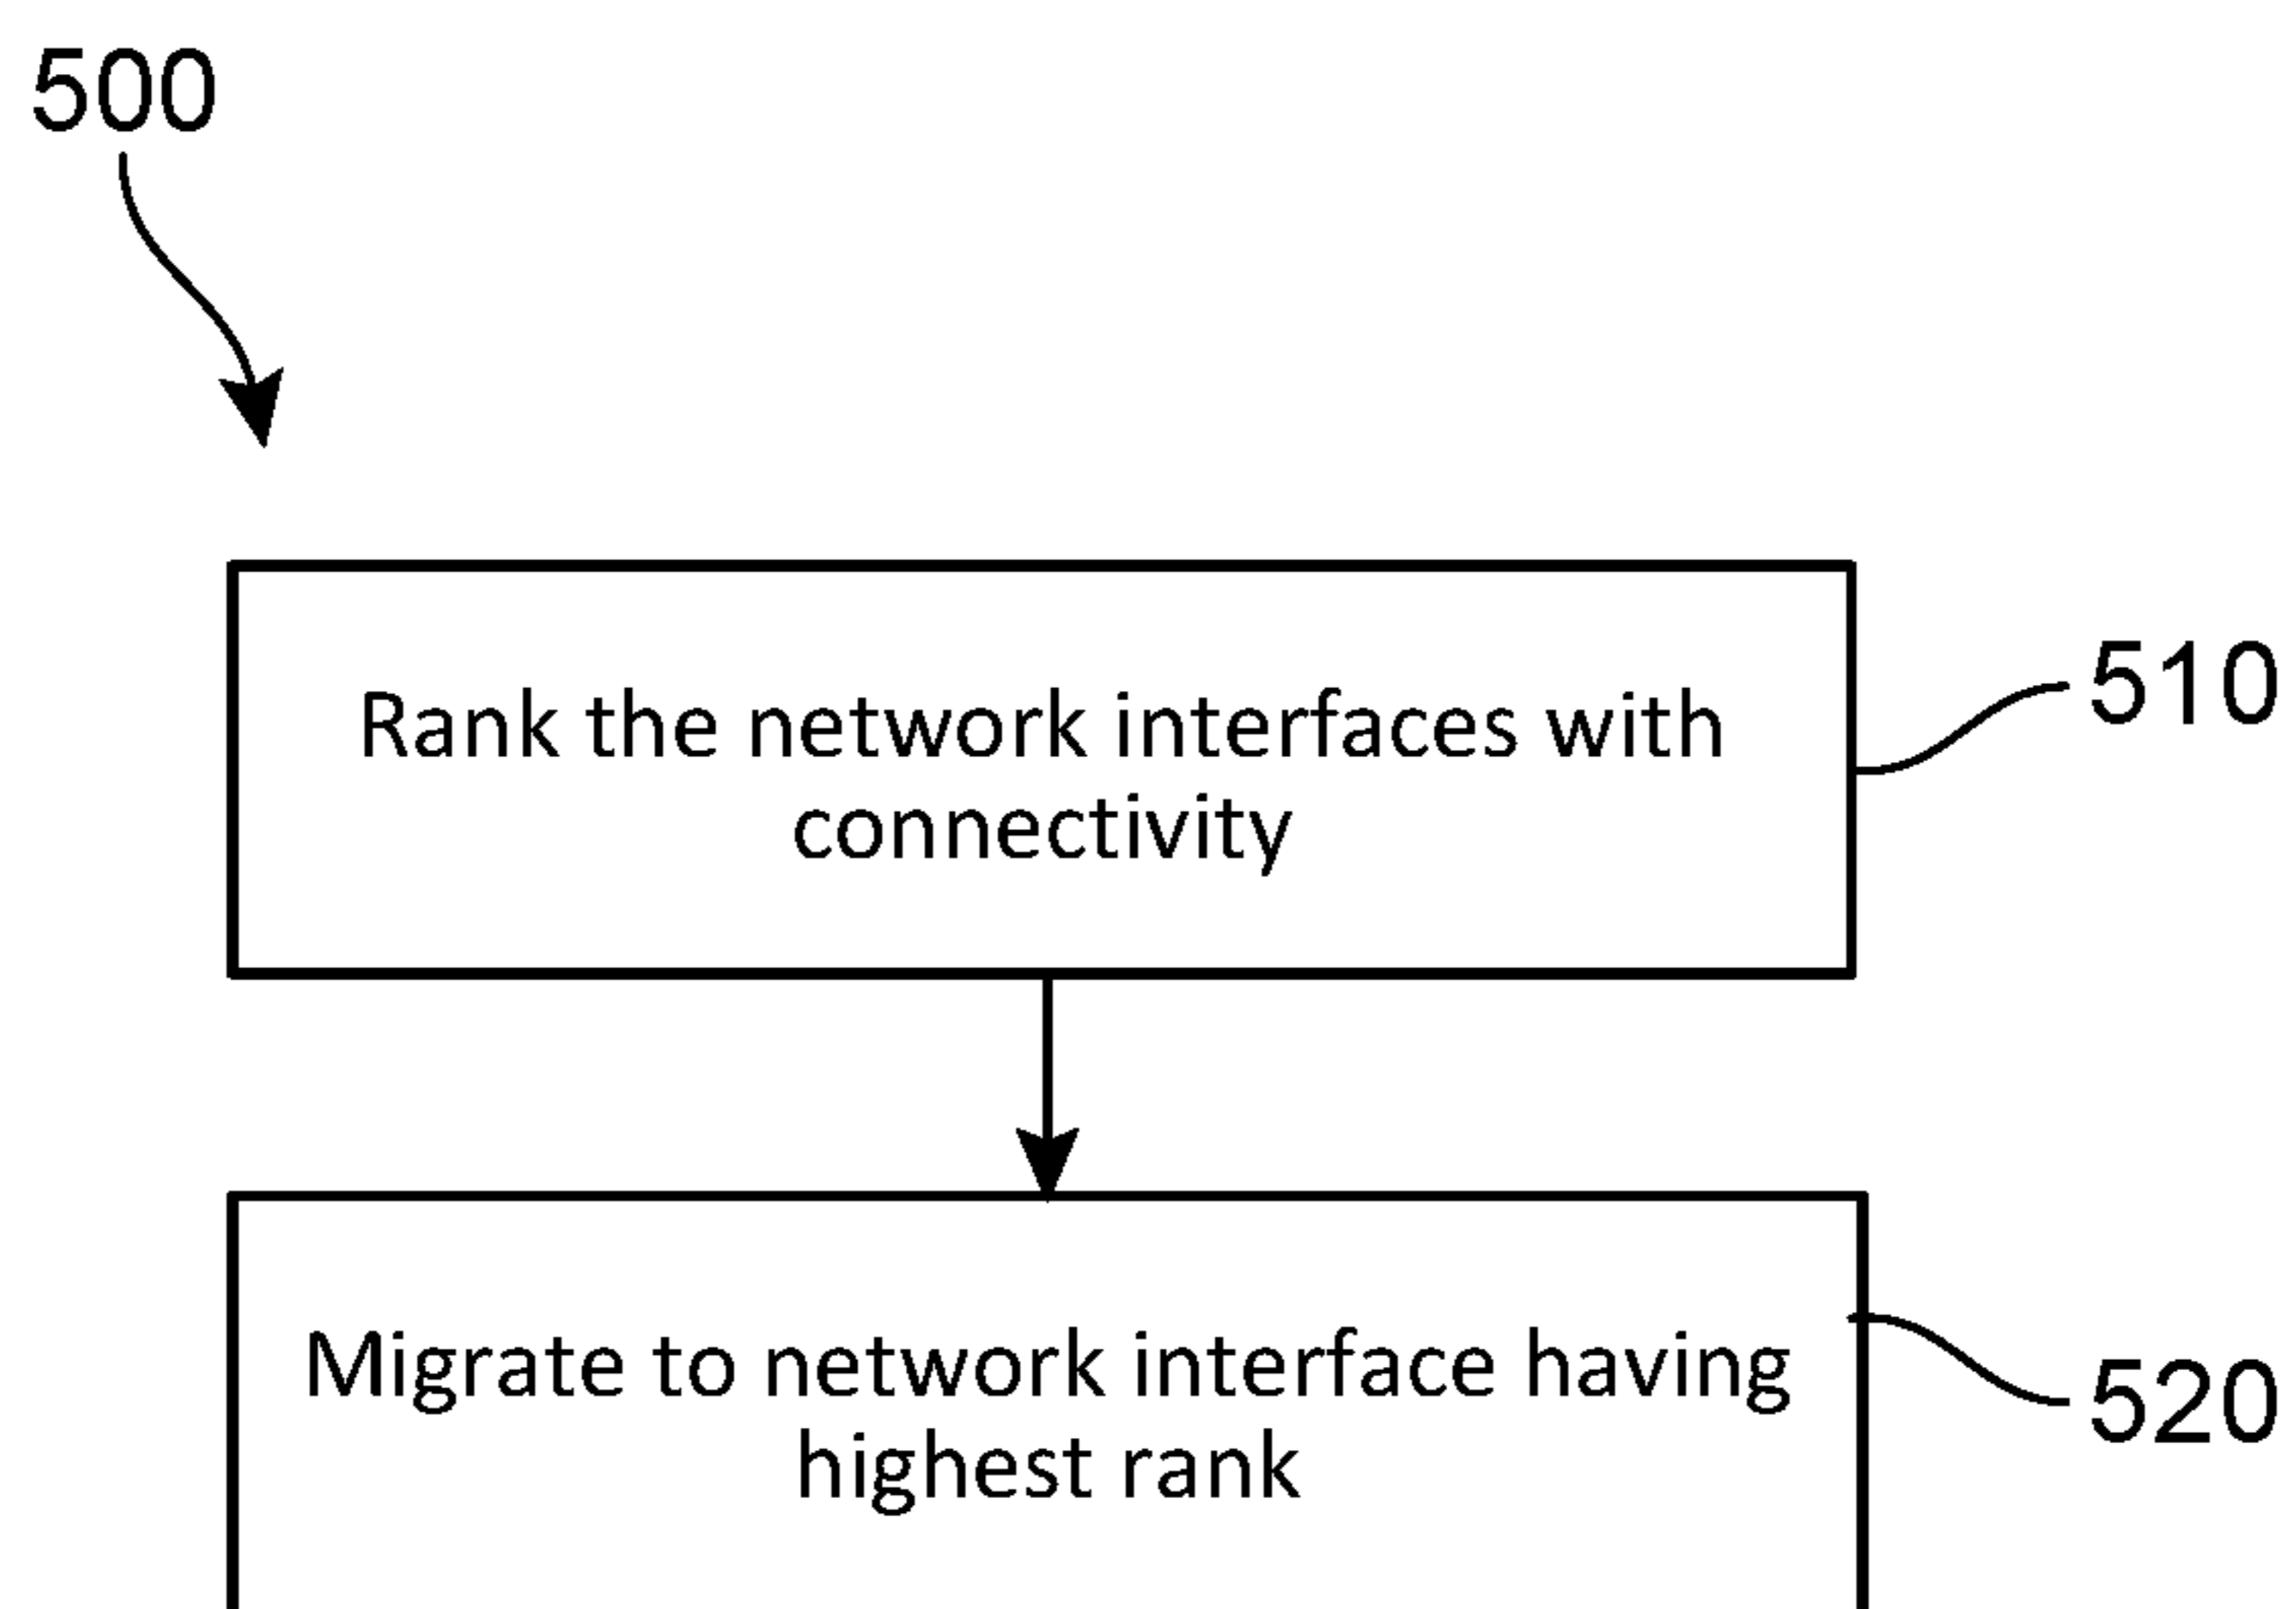 500
Rank the network interfaces with
connectivity
510
Migrate to network interface having
highest rank
520